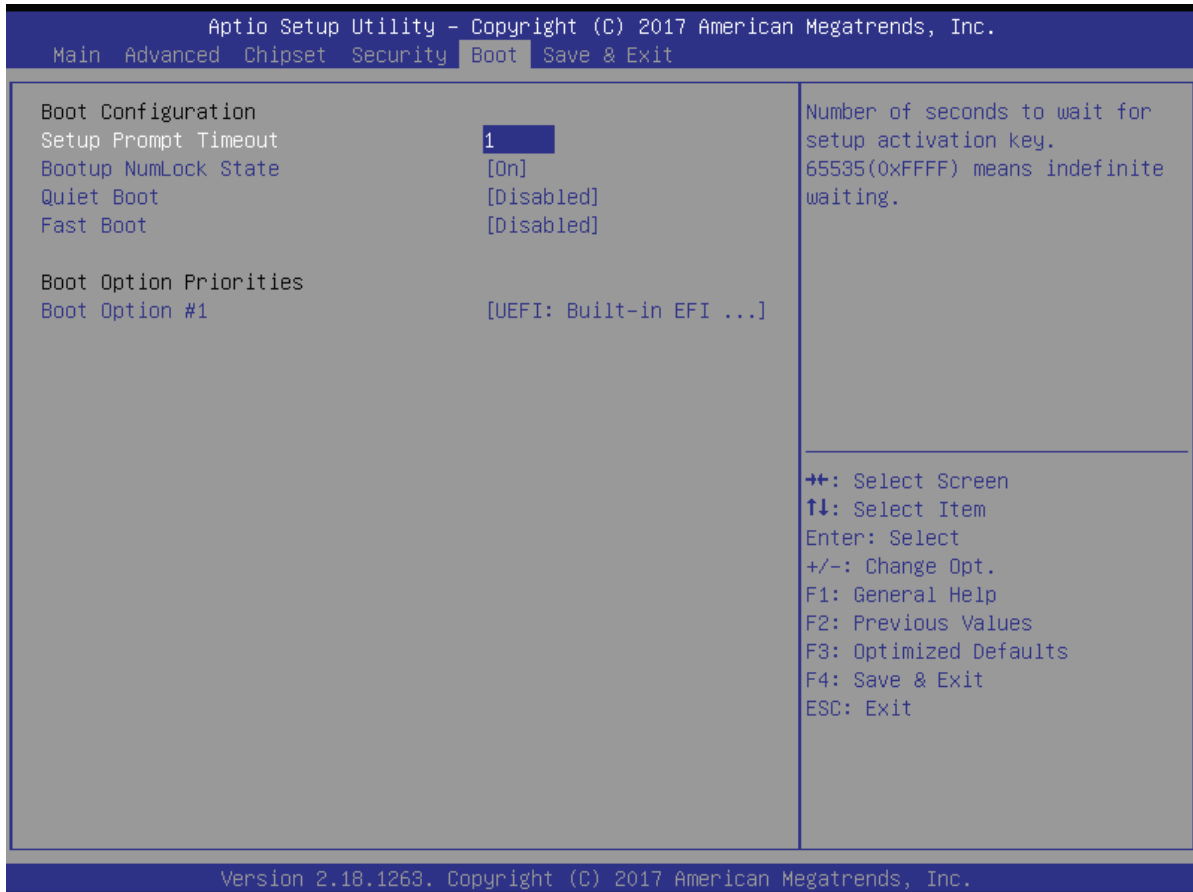 Aptio Setup Utility – Copyright (C) 2017 American Megatrends, Inc.
Main Advanced Chipset Security Boot Save & Exit
Boot Configuration
Setup Prompt Timeout 1
Bootup NumLock State [On]
Quiet Boot [Disabled]
Fast Boot [Disabled]
Boot Option Priorities
Boot Option #1 [UEFI: Built-in EFI ...]
Number of seconds to wait for
setup activation key.
65535(0xFFFF) means indefinite
waiting.
→←: Select Screen
↑↓: Select Item
Enter: Select
+/-: Change Opt.
F1: General Help
F2: Previous Values
F3: Optimized Defaults
F4: Save & Exit
ESC: Exit
Version 2.18.1263. Copyright (C) 2017 American Megatrends, Inc.